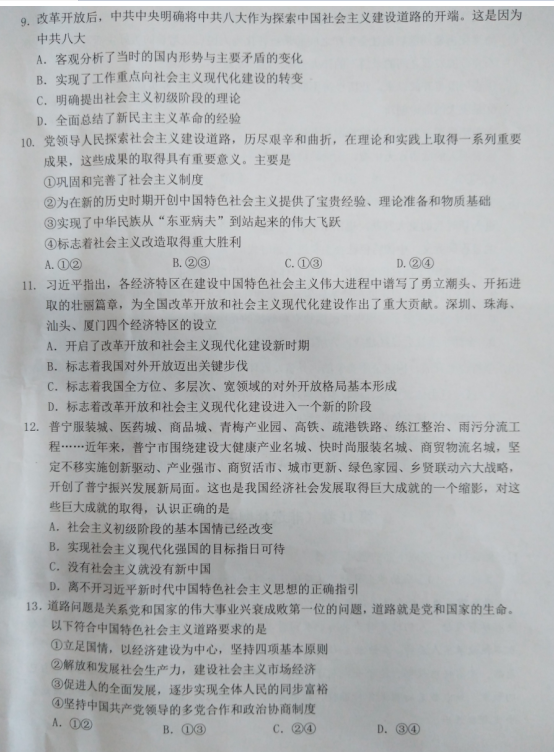 9. 改革开放后，中共中央明确将中共八大作为探索中国社会主义建设道路的开端。这是因为
中共八大
A. 客观分析了当时的国内形势与主要矛盾的变化
B. 实现了工作重点向社会主义现代化建设的转变
C. 明确提出社会主义初级阶段的理论
D. 全面总结了新民主主义革命的经验
10. 党领导人民探索社会主义建设道路，历尽艰辛和曲折，在理论和实践上取得一系列重要
成果，这些成果的取得具有重要意义。主要是
①巩固和完善了社会主义制度
②为在新的历史时期开创中国特色社会主义提供了宝贵经验、理论准备和物质基础
③实现了中华民族从“东亚病夫”到站起来的伟大飞跃
④标志着社会主义改造取得重大胜利
A.①② B.②③ C.①③ D.②④
11. 习近平指出，各经济特区在建设中国特色社会主义伟大进程中谱写了勇立潮头、开拓进
取的壮丽篇章，为全国改革开放和社会主义现代化建设作出了重大贡献。深圳、珠海、
汕头、厦门四个经济特区的设立
A. 开启了改革开放和社会主义现代化建设新时期
B. 标志着我国对外开放迈出关键步伐
C. 标志着我国全方位、多层次、宽领域的对外开放格局基本形成
D. 标志着改革开放和社会主义现代化建设进入一个新的阶段
12. 普宁服装城、医药城、商品城、青梅产业园、高铁、疏港铁路、练江整治、雨污分流工
程……近年来，普宁市围绕建设大健康产业名城、快时尚服装名城、商贸物流名城，坚
定不移实施创新驱动、产业强市、商贸活市、城市更新、绿色家园、乡贤联动六大战略，
开创了普宁振兴发展新局面。这也是我国经济社会发展取得巨大成就的一个缩影，对这
些巨大成就的取得，认识正确的是
A. 社会主义初级阶段的基本国情已经改变
B. 实现社会主义现代化强国的目标指日可待
C. 没有社会主义就没有新中国
D. 离不开习近平新时代中国特色社会主义思想的正确指引
13. 道路问题是关系党和国家的伟大事业兴衰成败第一位的问题，道路就是党和国家的生命。
以下符合中国特色社会主义道路要求的是
①立足国情，以经济建设为中心，坚持四项基本原则
②解放和发展社会生产力，建设社会主义市场经济
③促进人的全面发展，逐步实现全体人民的同步富裕
④坚持中国共产党领导的多党合作和政治协商制度
A. ①② B. ①③ C. ②④ D. ③④